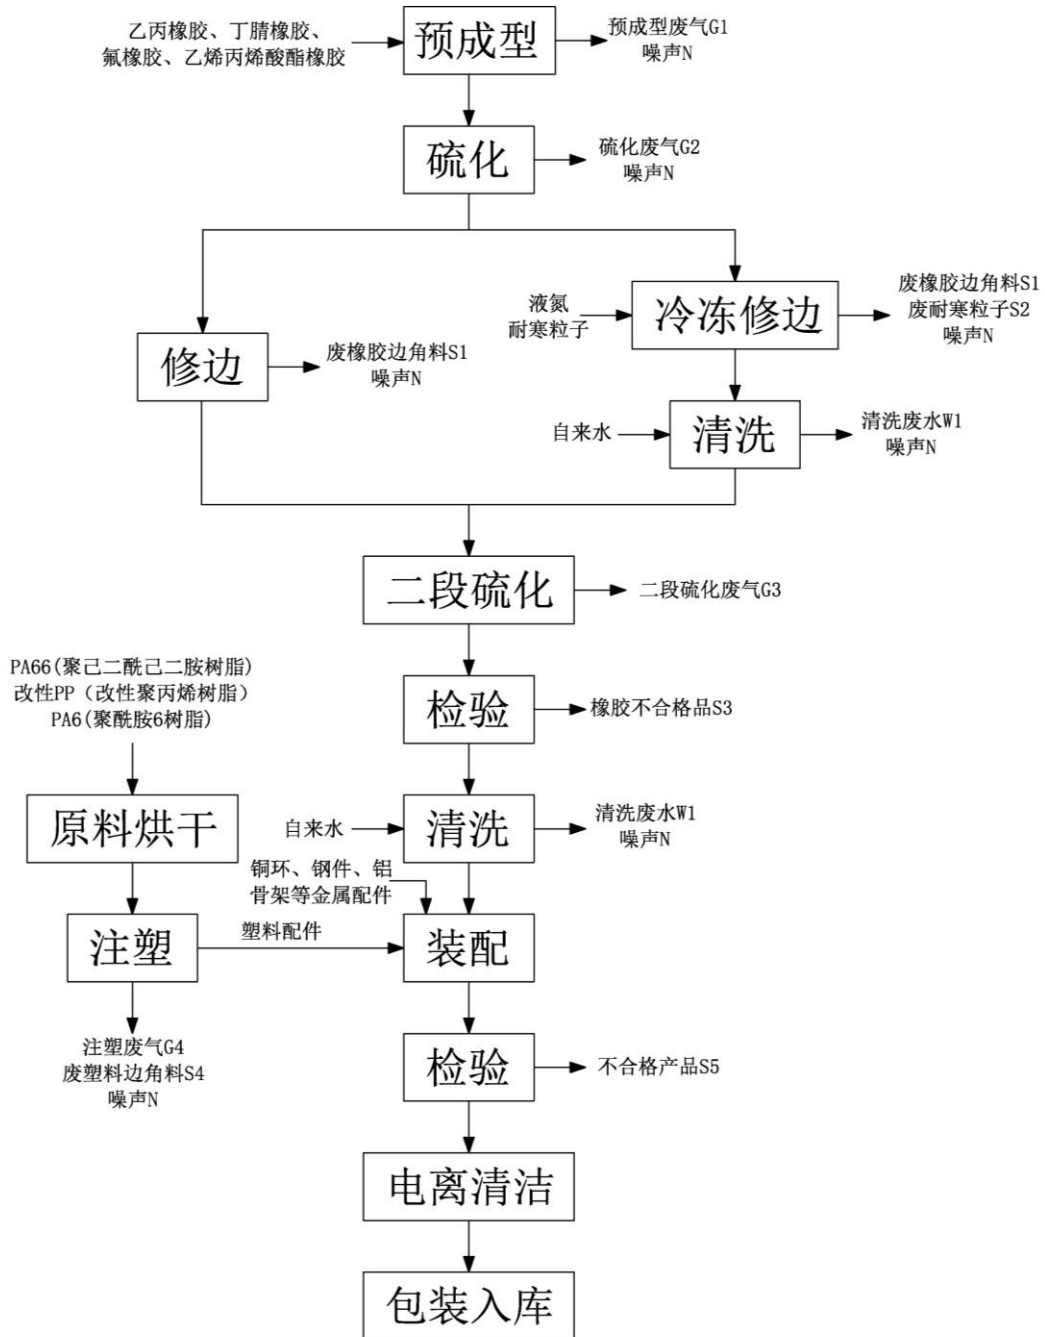 乙丙橡胶、丁腈橡胶、
氟橡胶、乙烯丙烯酸酯橡胶
预成型
预成型废气G1
噪声N
硫化
硫化废气G2
噪声N
修边
废橡胶边角料S1
噪声N
液氮
耐寒粒子
冷冻修边
废橡胶边角料S1
废耐寒粒子S2
噪声N
自来水
清洗
清洗废水W1
噪声N
二段硫化
二段硫化废气G3
检验
橡胶不合格品S3
PA66(聚己二酰己二胺树脂)
改性PP（改性聚丙烯树脂）
PA6(聚酰胺6树脂)
原料烘干
自来水
清洗
清洗废水W1
噪声N
铜环、钢件、铝
骨架等金属配件
注塑
塑料配件
装配
注塑废气G4
废塑料边角料S4
噪声N
检验
不合格产品S5
电离清洁
包装入库